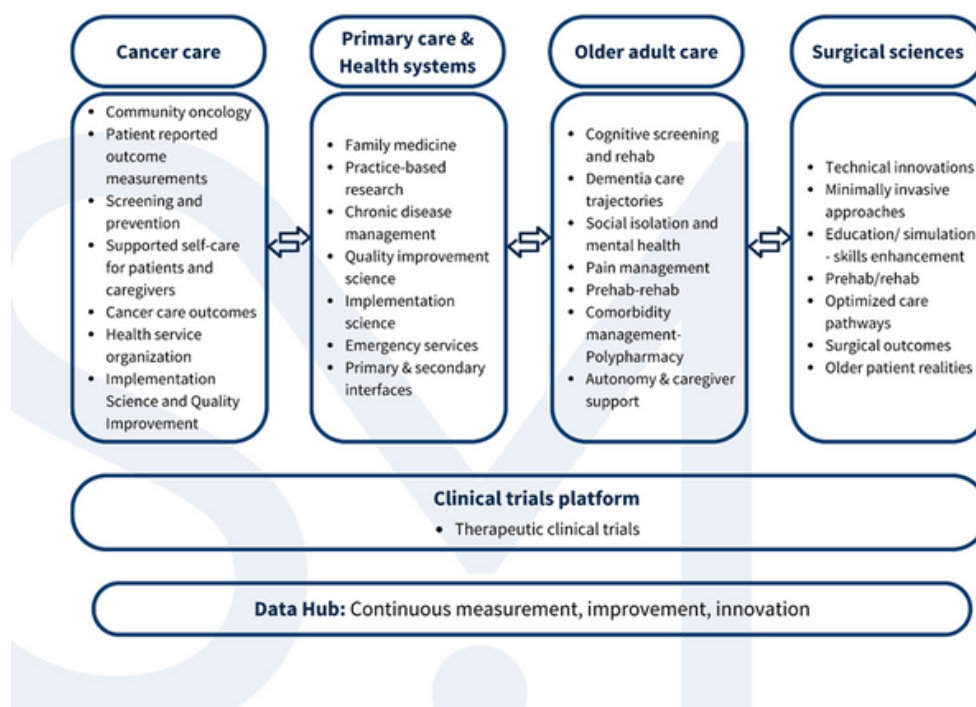 Cancer care
Primary care &
Health systems
Older adult care
Surgical sciences
• Community oncology
• Patient reported
outcome
measurements
• Screening and
prevention
• Supported self-care
for patients and
caregivers
• Cancer care outcomes
• Health service
organization
• Implementation
Science and Quality
Improvement
• Family medicine
• Practice-based
research
• Chronic disease
management
• Quality improvement
science
• Implementation
science
• Emergency services
• Primary & secondary
interfaces
• Cognitive screening
and rehab
• Dementia care
trajectories
• Social isolation and
mental health
• Pain management
• Prehab-rehab
• Comorbidity
management-
Polypharmacy
• Autonomy & caregiver
support
• Technical innovations
• Minimally invasive
approaches
• Education/ simulation
- skills enhancement
• Prehab/rehab
• Optimized care
pathways
• Surgical outcomes
• Older patient realities
Clinical trials platform
• Therapeutic clinical trials
Data Hub: Continuous measurement, improvement, innovation